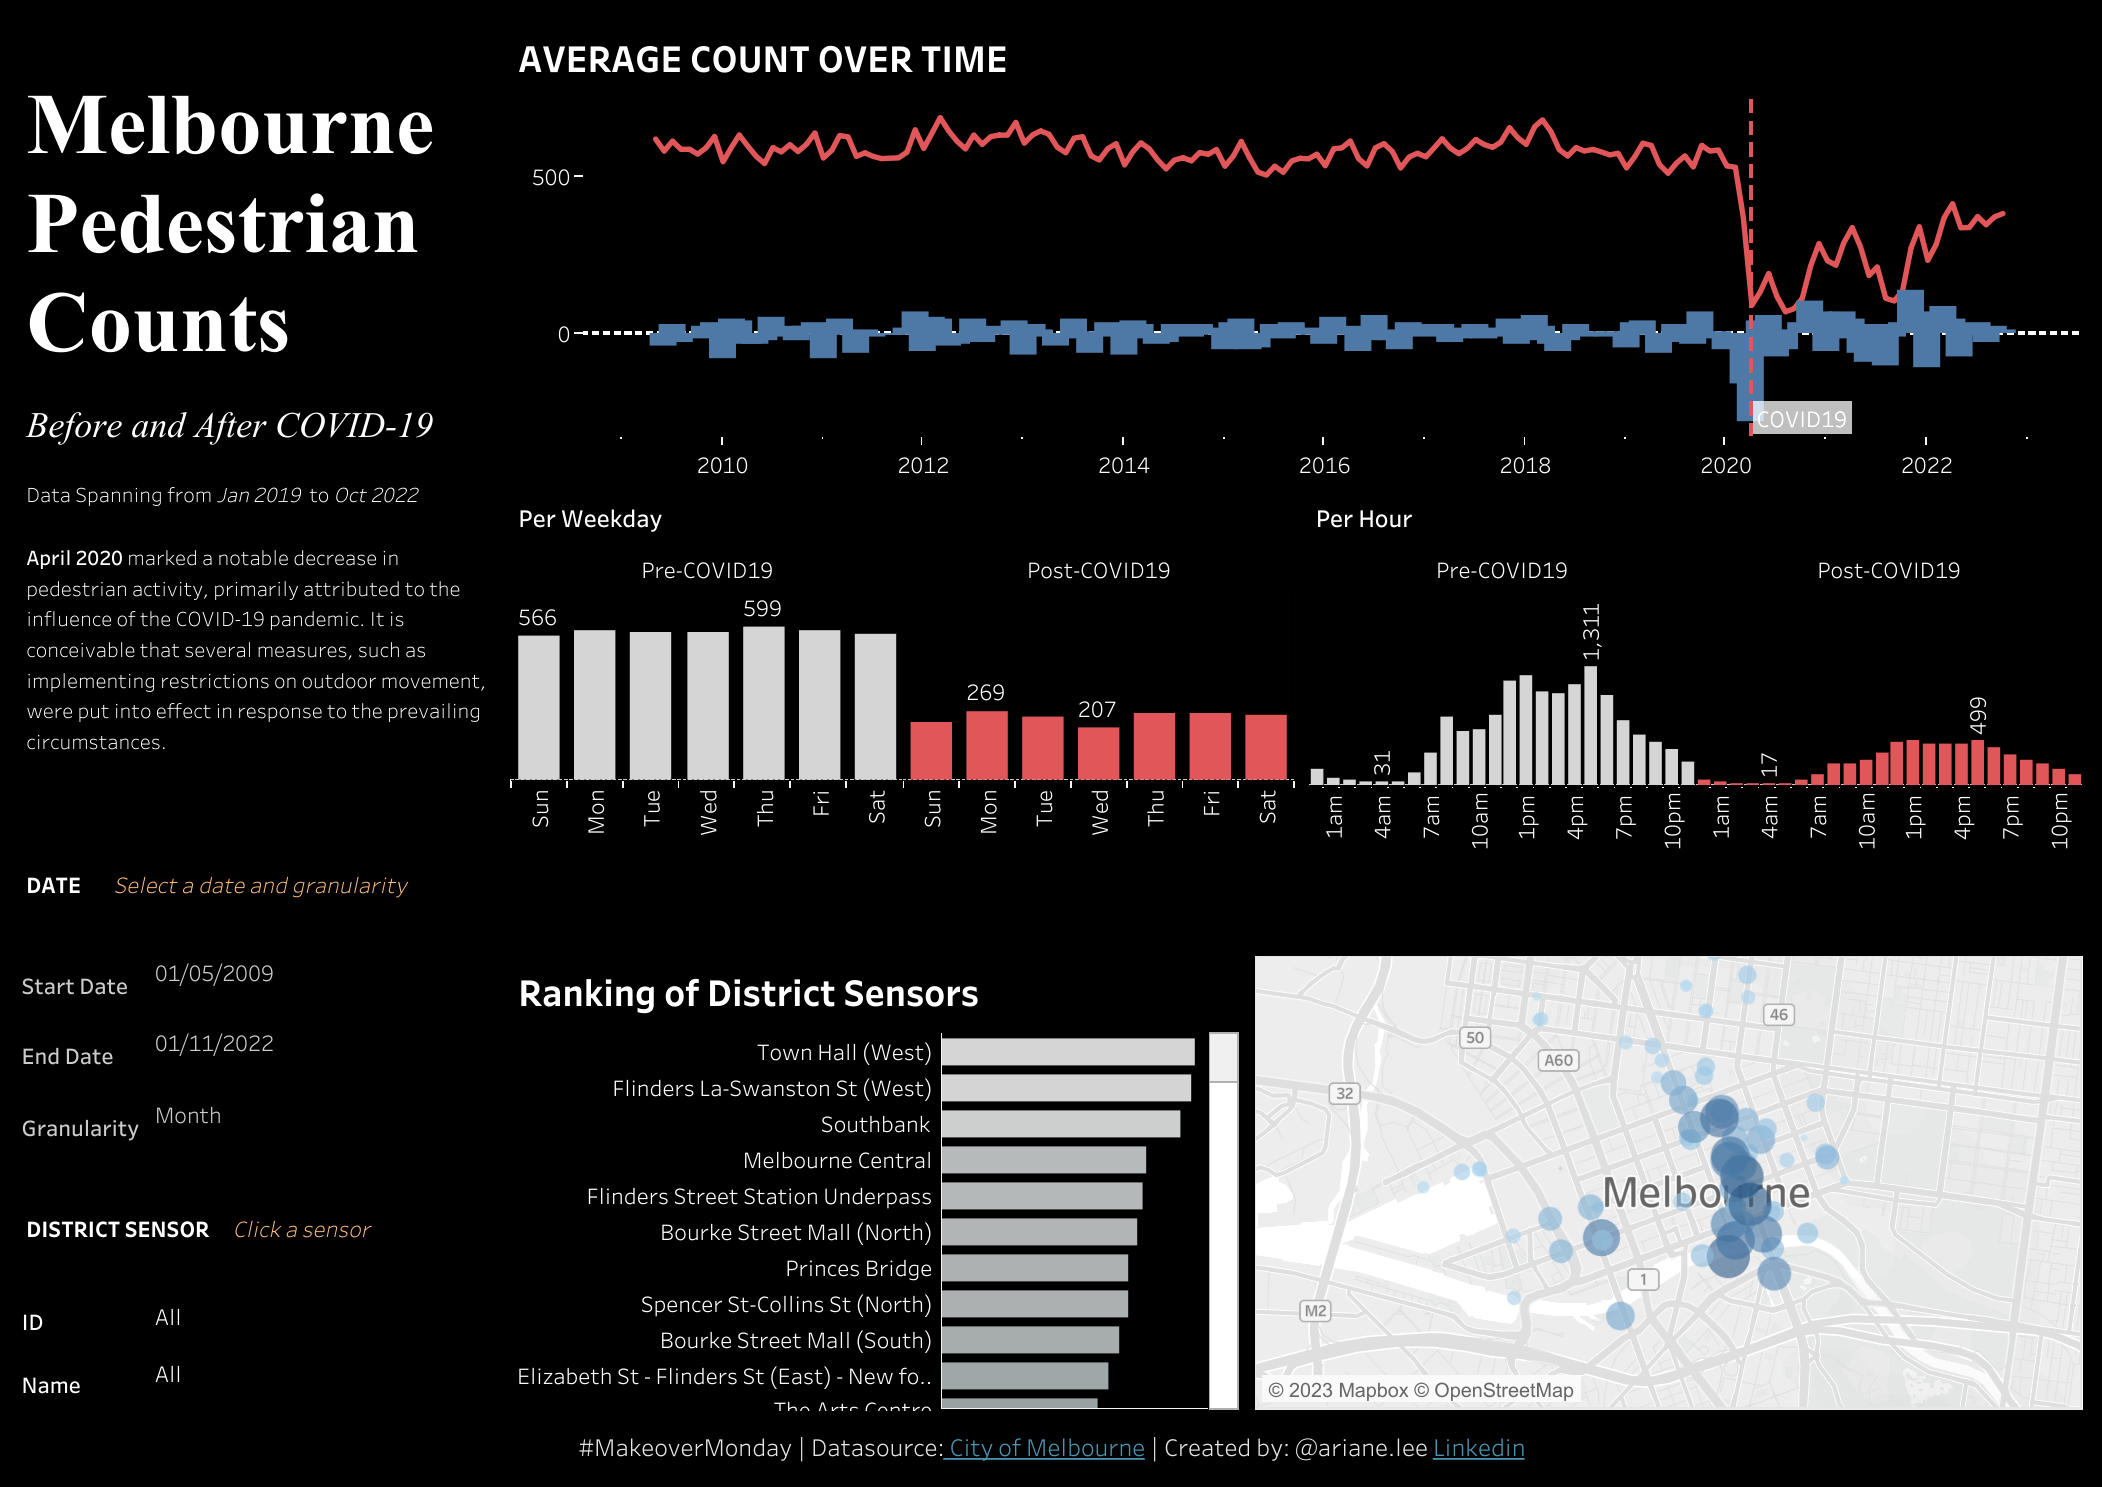 Melbourne
Pedestrian
Counts
Before and After COVID-19
Data Spanning from Jan 2019 to Oct 2022
April 2020 marked a notable decrease in
pedestrian activity, primarily attributed to the
influence of the COVID-19 pandemic. It is
conceivable that several measures, such as
implementing restrictions on outdoor movement,
were put into effect in response to the prevailing
circumstances.
DATE Select a date and granularity
Start Date 01/05/2009
End Date 01/11/2022
Granularity Month
DISTRICT SENSOR Click a sensor
ID All
Name All
AVERAGE COUNT OVER TIME
500
0
COVID19
2010 2012 2014 2016 2018 2020 2022
Per Weekday
Pre-COVID19 Post-COVID19
566 599 269 207
Sun Mon Tue Wed Thu Fri Sat Sun Mon Tue Wed Thu Fri Sat
Per Hour
Pre-COVID19 Post-COVID19
31 1,311 17 499
1am 4am 7am 10am 1pm 4pm 7pm 10pm 1am 4am 7am 10am 1pm 4pm 7pm 10pm
Ranking of District Sensors
Town Hall (West)
Flinders La-Swanston St (West)
Southbank
Melbourne Central
Flinders Street Station Underpass
Bourke Street Mall (North)
Princes Bridge
Spencer St-Collins St (North)
Bourke Street Mall (South)
Elizabeth St - Flinders St (East) - New fo..
The Arts Centre
46
50
A60
32
Melbourne
1
M2
© 2023 Mapbox © OpenStreetMap
#MakeoverMonday | Datasource: City of Melbourne | Created by: @ariane.lee Linkedin